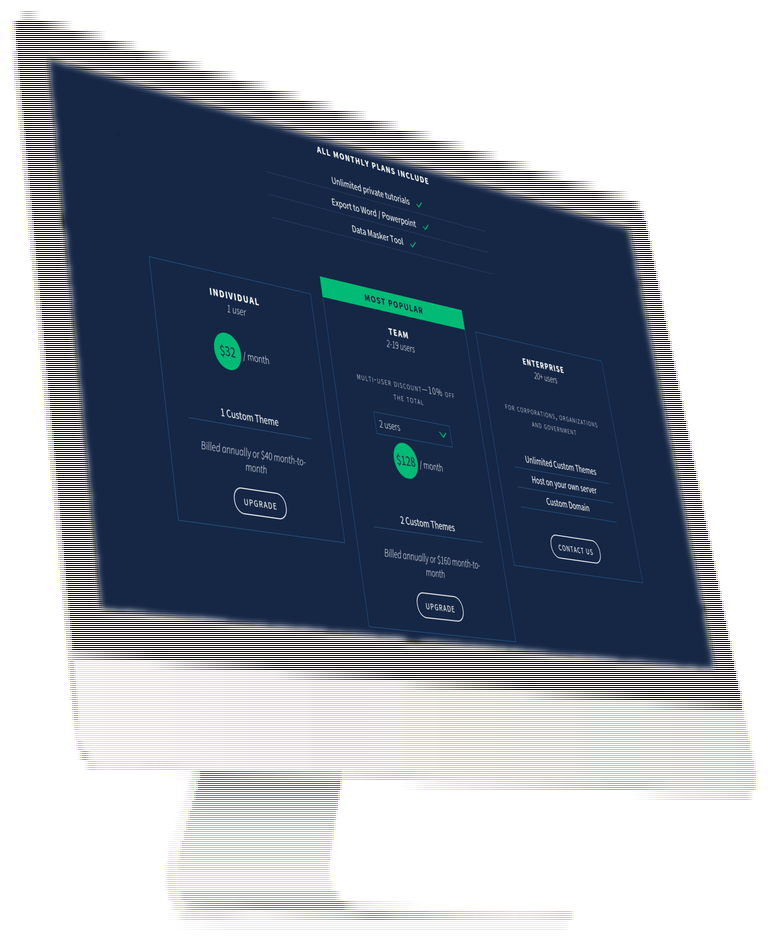 ALL MONTHLY PLANS INCLUDE
Unlimited private tutorials
Export to Word / Powerpoint
Data Masker Tool
INDIVIDUAL
1 user
$32 / month
1 Custom Theme
Billed annually or $40 month-to-
month
UPGRADE
MOST POPULAR
TEAM
2-19 users
MULTI-USER DISCOUNT—10% OFF
THE TOTAL
2 users
$128 / month
2 Custom Themes
Billed annually or $160 month-to-
month
UPGRADE
ENTERPRISE
20+ users
FOR CORPORATIONS, ORGANIZATIONS
AND GOVERNMENT
Unlimited Custom Themes
Host on your own server
Custom Domain
CONTACT US